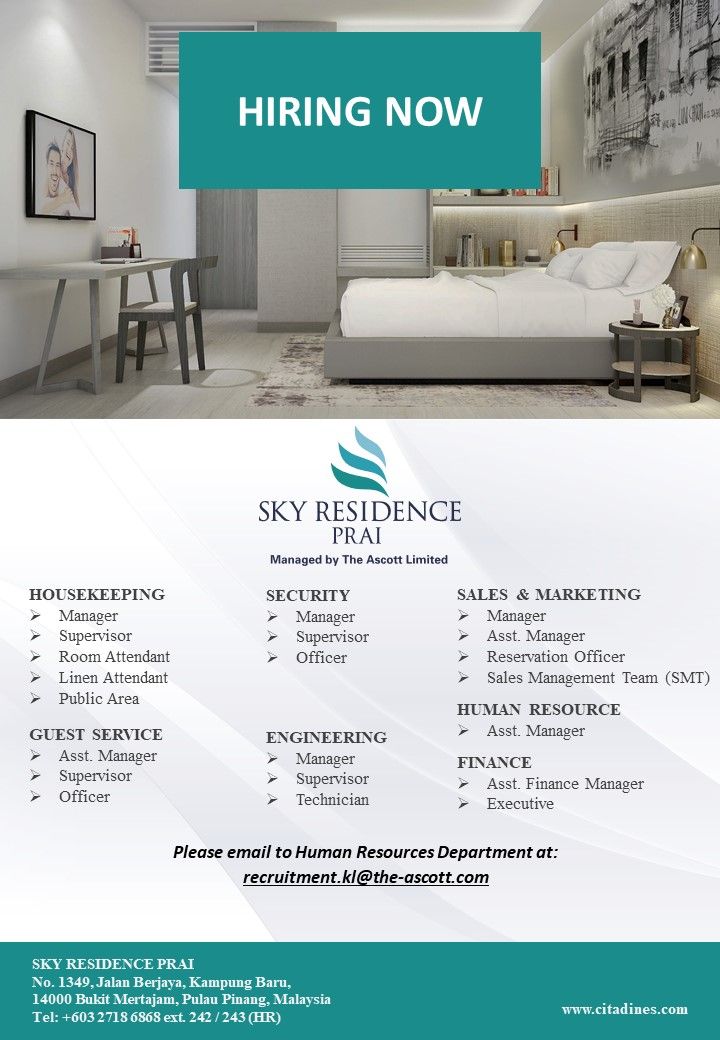 HIRING NOW
SKY RESIDENCE
PRAI
Managed by The Ascott Limited
HOUSEKEEPING
➢ Manager
➢ Supervisor
➢ Room Attendant
➢ Linen Attendant
➢ Public Area
GUEST SERVICE
➢ Asst. Manager
➢ Supervisor
➢ Officer
SECURITY
➢ Manager
➢ Supervisor
➢ Officer
ENGINEERING
➢ Manager
➢ Supervisor
➢ Technician
SALES & MARKETING
➢ Manager
➢ Asst. Manager
➢ Reservation Officer
➢ Sales Management Team (SMT)
HUMAN RESOURCE
➢ Asst. Manager
FINANCE
➢ Asst. Finance Manager
➢ Executive
Please email to Human Resources Department at:
recruitment.kl@the-ascott.com
SKY RESIDENCE PRAI
No. 1349, Jalan Berjaya, Kampung Baru,
14000 Bukit Mertajam, Pulau Pinang, Malaysia
Tel: +603 2718 6868 ext. 242 / 243 (HR)
www.citadines.com